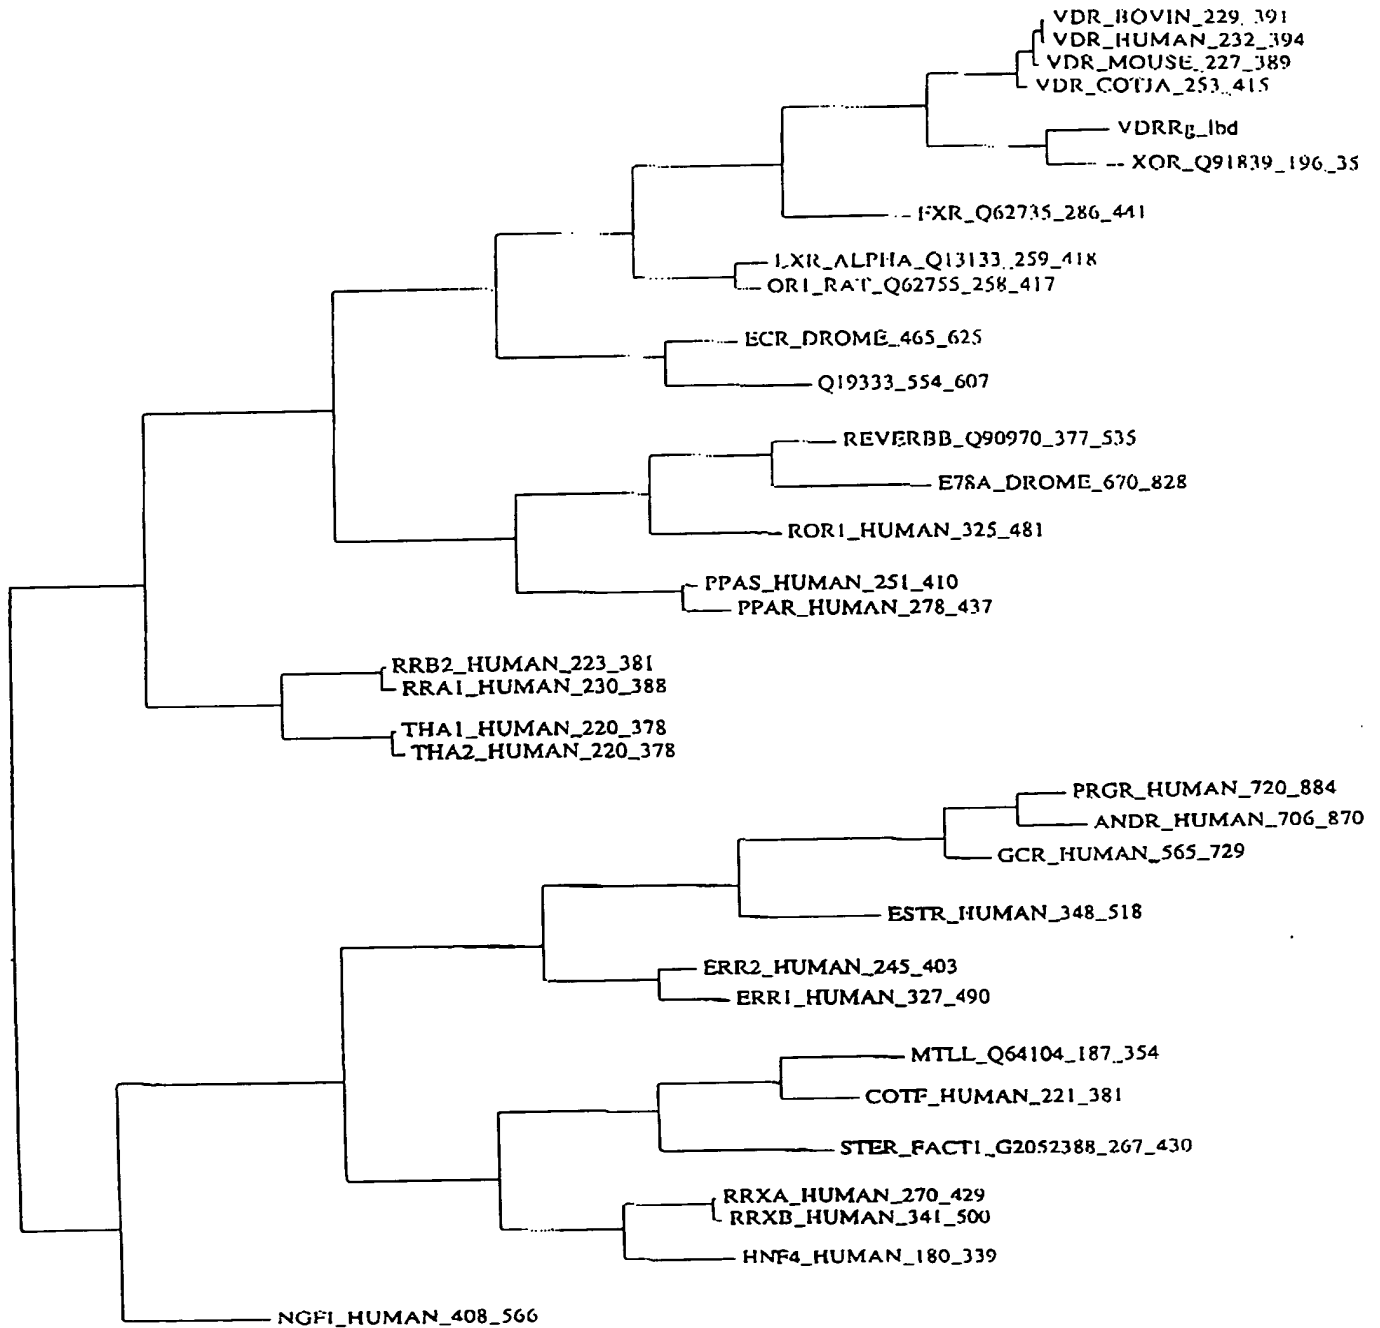 VDR_BOVIN_229_391
VDR_HUMAN_232_394
VDR_MOUSE_227_389
VDR_COTJA_253_415
VDRRg_lbd
XOR_Q91839_196_35
FXR_Q62735_286_441
LXR_ALPHA_Q13133_259_418
OR1_RAT_Q62755_258_417
ECR_DROME_465_625
Q19333_554_607
REVERBB_Q90970_377_535
E78A_DROME_670_828
ROR1_HUMAN_325_481
PPAS_HUMAN_251_410
PPAR_HUMAN_278_437
RRB2_HUMAN_223_381
RRA1_HUMAN_230_388
THA1_HUMAN_220_378
THA2_HUMAN_220_378
PRGR_HUMAN_720_884
ANDR_HUMAN_706_870
GCR_HUMAN_565_729
ESTR_HUMAN_348_518
ERR2_HUMAN_245_403
ERR1_HUMAN_327_490
MTLL_Q64104_187_354
COTF_HUMAN_221_381
STER_FACT1_G2052388_267_430
RRXA_HUMAN_270_429
RRXB_HUMAN_341_500
HNF4_HUMAN_180_339
NGFI_HUMAN_408_566